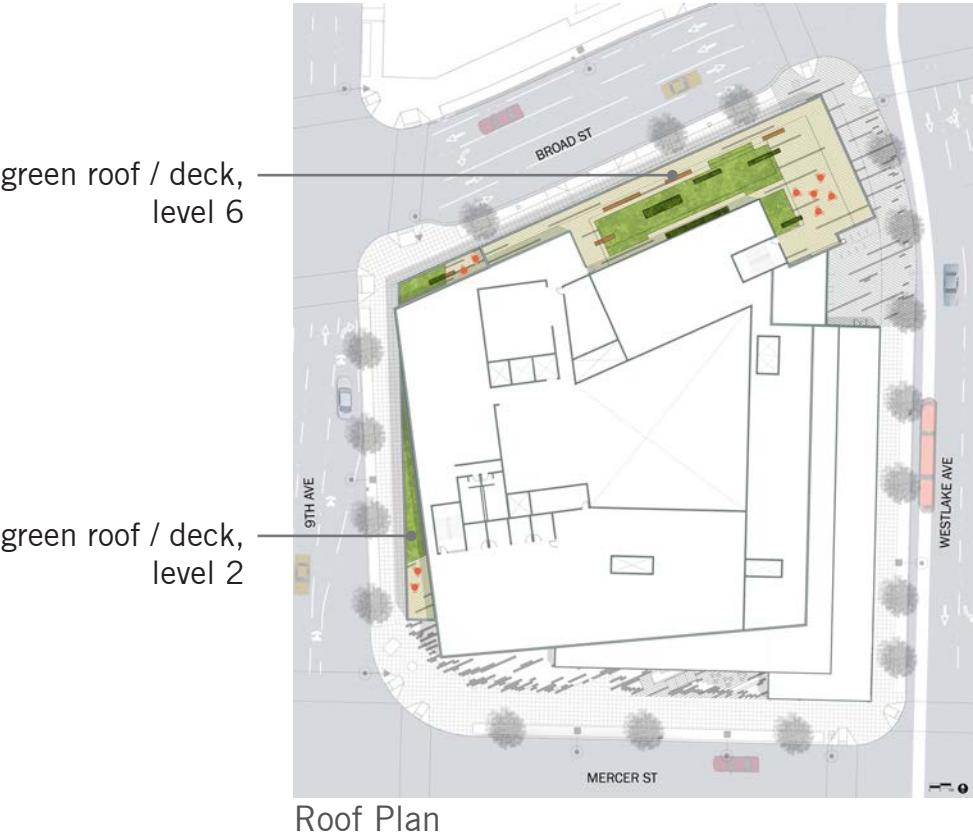 BROAD ST
green roof / deck,
level 6
9TH AVE
WESTLAKE AVE
green roof / deck,
level 2
MERCER ST
Roof Plan